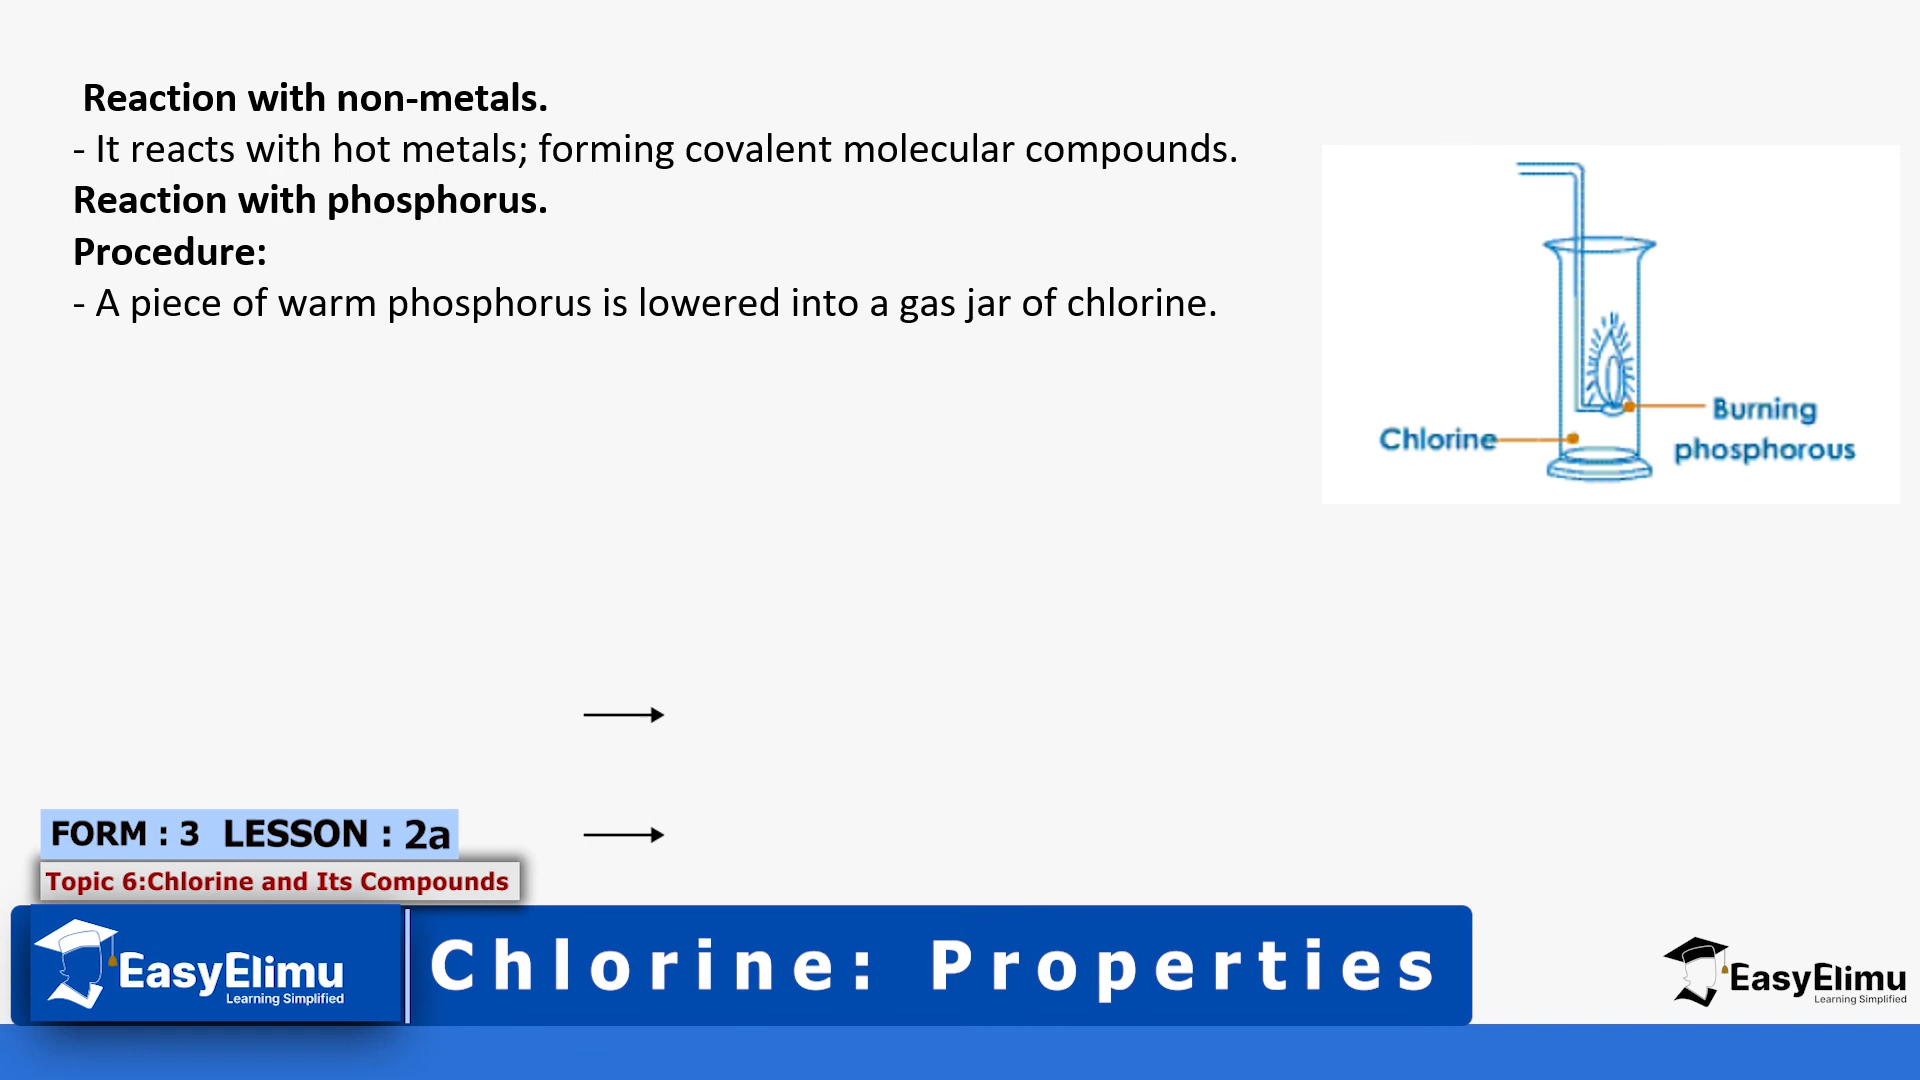 Reaction with non-metals.
- It reacts with hot metals; forming covalent molecular compounds.
Reaction with phosphorus.
Procedure:
- A piece of warm phosphorus is lowered into a gas jar of chlorine.
Chlorine
Burning
phosphorous
FORM : 3 LESSON : 2a
Topic 6:Chlorine and Its Compounds
EasyElimu
Learning Simplified
Chlorine: Properties
EasyElimu
Learning Simplified